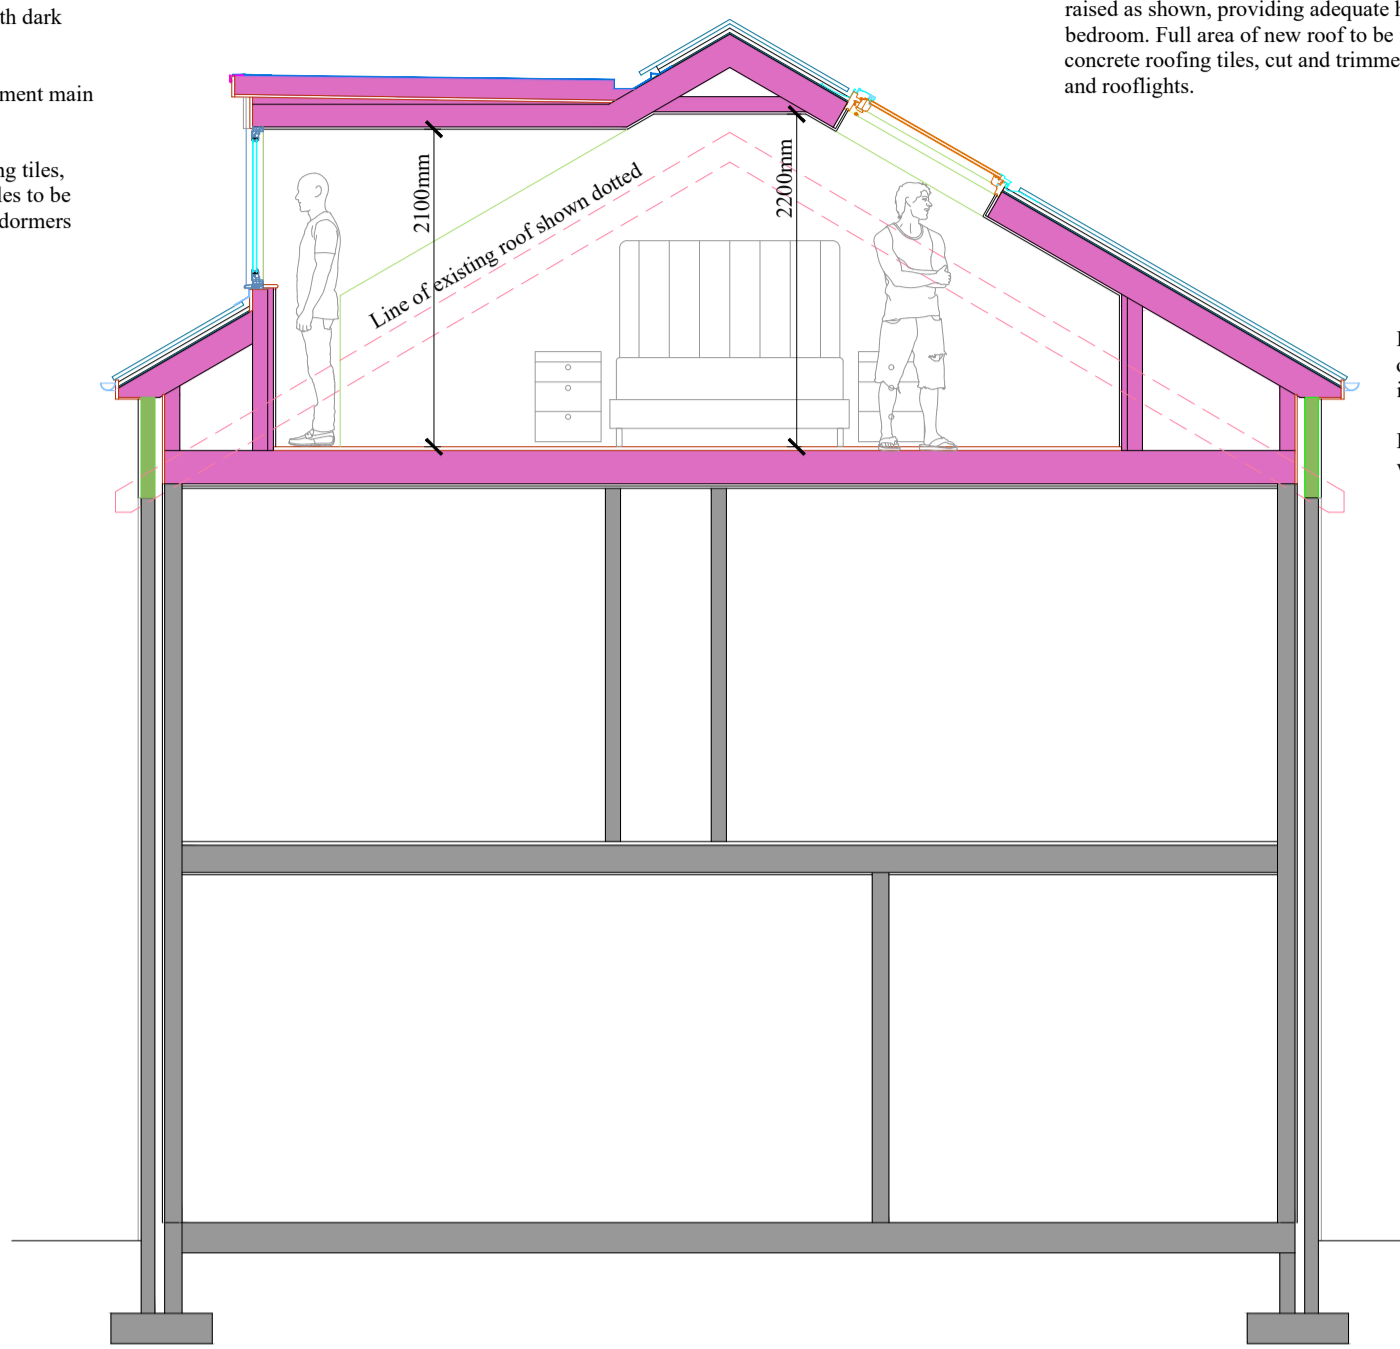 th dark
ment main
ng tiles,
les to be
dormers
raised as shown, providing adequate h
bedroom. Full area of new roof to be
concrete roofing tiles, cut and trimme
and rooflights.
2100mm
Line of existing roof shown dotted
2200mm